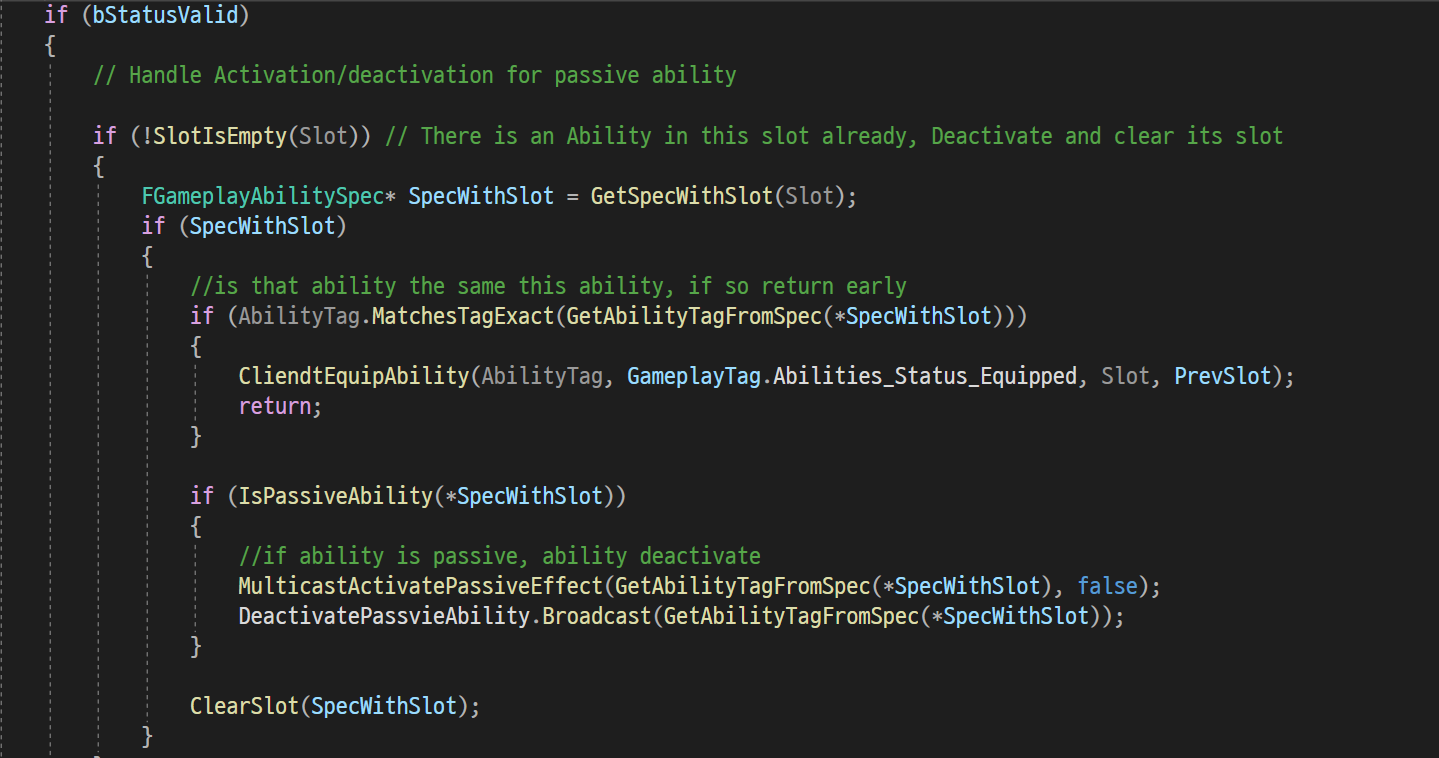 if (bStatusValid)
{
// Handle Activation/deactivation for passive ability
if (!SlotIsEmpty(Slot)) // There is an Ability in this slot already, Deactivate and clear its slot
{
FGameplayAbilitySpec* SpecWithSlot = GetSpecWithSlot(Slot);
if (SpecWithSlot)
{
//is that ability the same this ability, if so return early
if (AbilityTag.MatchesTagExact(GetAbilityTagFromSpec(*SpecWithSlot)))
{
CliendtEquipAbility(AbilityTag, GameplayTag.Abilities_Status_Equipped, Slot, PrevSlot);
return;
}
if (IsPassiveAbility(*SpecWithSlot))
{
//if ability is passive, ability deactivate
MulticastActivatePassiveEffect(GetAbilityTagFromSpec(*SpecWithSlot), false);
DeactivatePassvieAbility.Broadcast(GetAbilityTagFromSpec(*SpecWithSlot));
}
ClearSlot(SpecWithSlot);
}